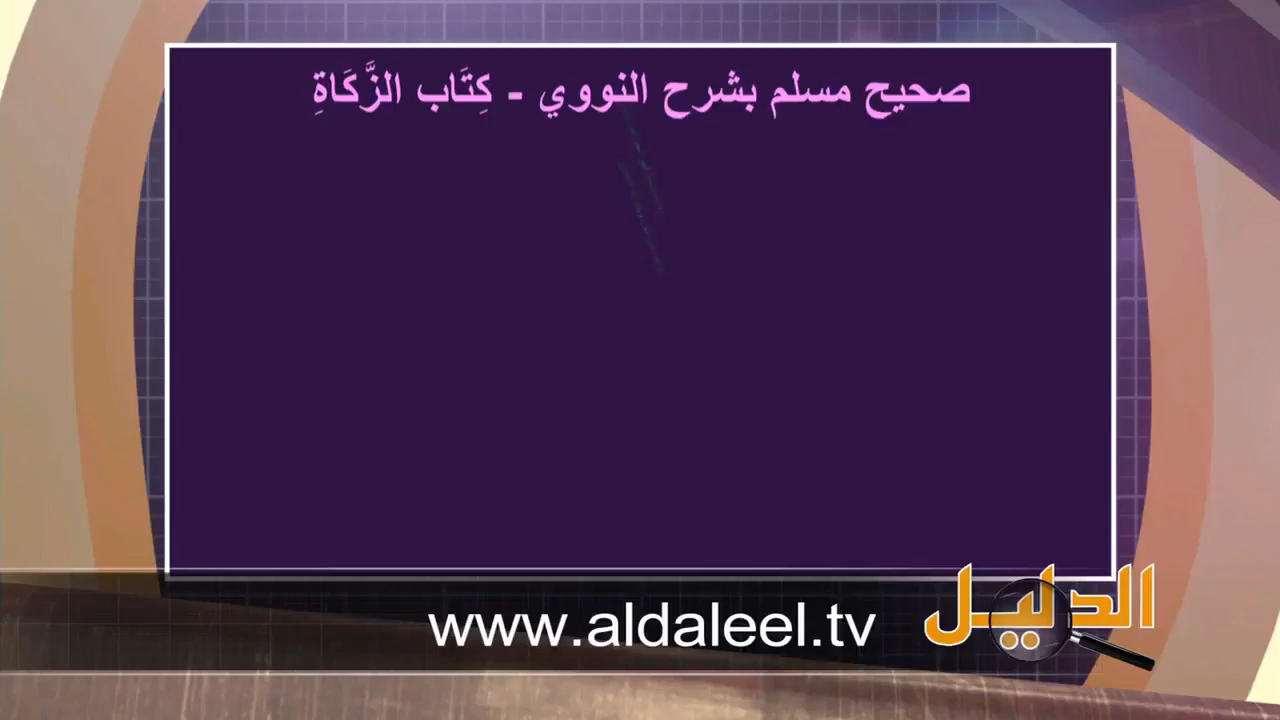 صحيح مسلم بشرح النووي - كِتَاب الزَّكَاةِ
www.aldaleel.tv
الدليل